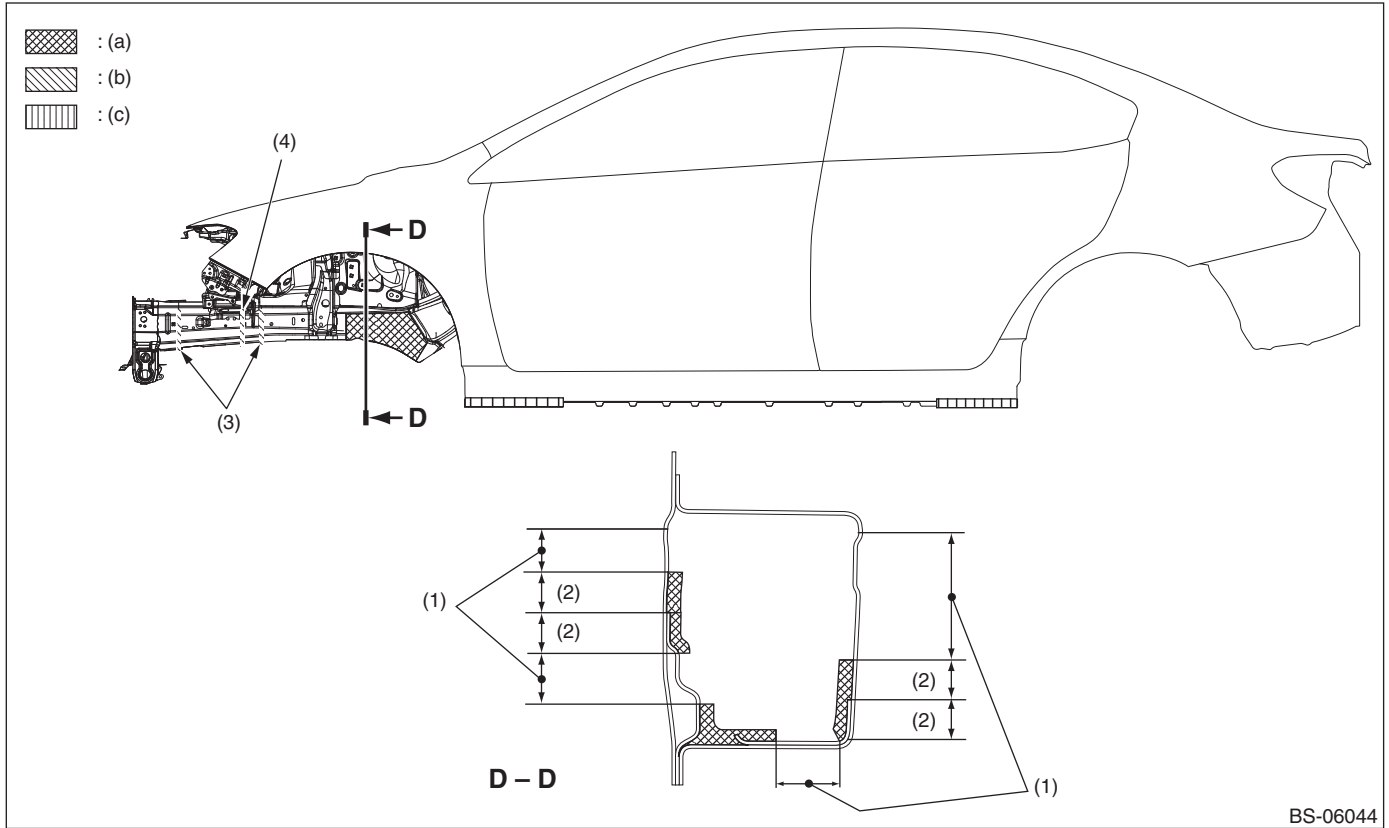 : (a)
: (b)
: (c)
(4)
D
D
(3)
(1)
(2)
(2)
(2)
(2)
(1)
D – D
BS-06044